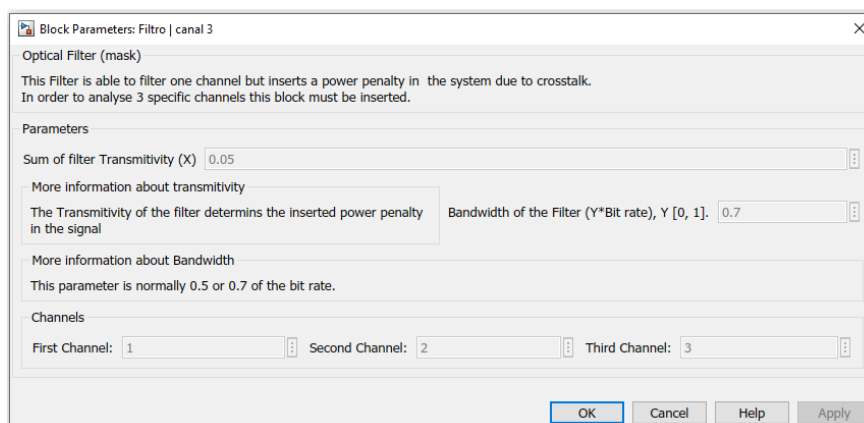 Block Parameters: Filtro | canal 3
Optical Filter (mask)
This Filter is able to filter one channel but inserts a power penalty in the system due to crosstalk.
In order to analyse 3 specific channels this block must be inserted.
Parameters
Sum of filter Transmitivity (X) 0.05
More information about transmitivity
The Transmitivity of the filter determins the inserted power penalty
in the signal
Bandwidth of the Filter (Y*Bit rate), Y [0, 1]. 0.7
More information about Bandwidth
This parameter is normally 0.5 or 0.7 of the bit rate.
Channels
First Channel: 1 Second Channel: 2 Third Channel: 3
OK Cancel Help Apply